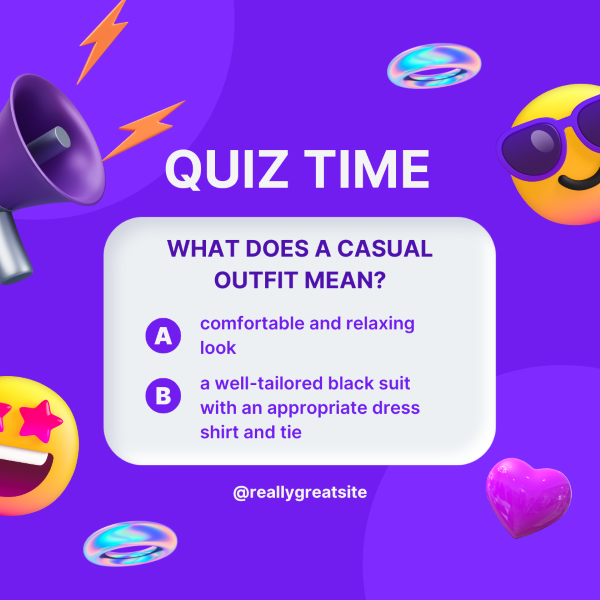 QUIZ TIME
WHAT DOES A CASUAL
OUTFIT MEAN?
A
comfortable and relaxing
look
B
a well-tailored black suit
with an appropriate dress
shirt and tie
@reallygreatsite